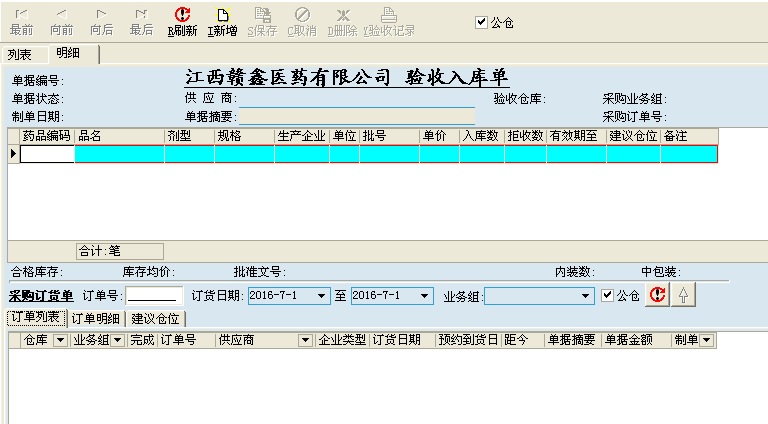 最前 向前 向后 最后 R刷新 I新增 S保存 C取消 D删除 E验收记录 公仓
列表 明细
单据编号: 江西赣鑫医药有限公司 验收入库单
单据状态: 供 应 商: 验收仓库: 采购业务组:
制单日期: 单据摘要: 采购订单号:
药品编码 品名 剂型 规格 生产企业 单位 批号 单价 入库数 拒收数 有效期至 建议仓位 备注
合计:笔
合格库存: 库存均价: 批准文号: 内装数: 中包装:
采购订货单 订单号: 订货日期: 2016-7-1 至 2016-7-1 业务组: 公仓
订单列表 订单明细 建议仓位
仓库 业务组 完成 订单号 供应商 企业类型 订货日期 预约到货日 距今 单据摘要 单据金额 制单